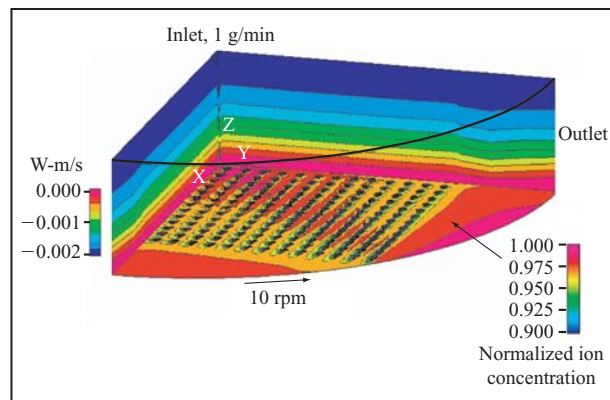 Inlet, 1 g/min
Z
Y
X
Outlet
W-m/s
0.000
−0.001
−0.002
10 rpm
1.000
0.975
0.950
0.925
0.900
Normalized ion
concentration